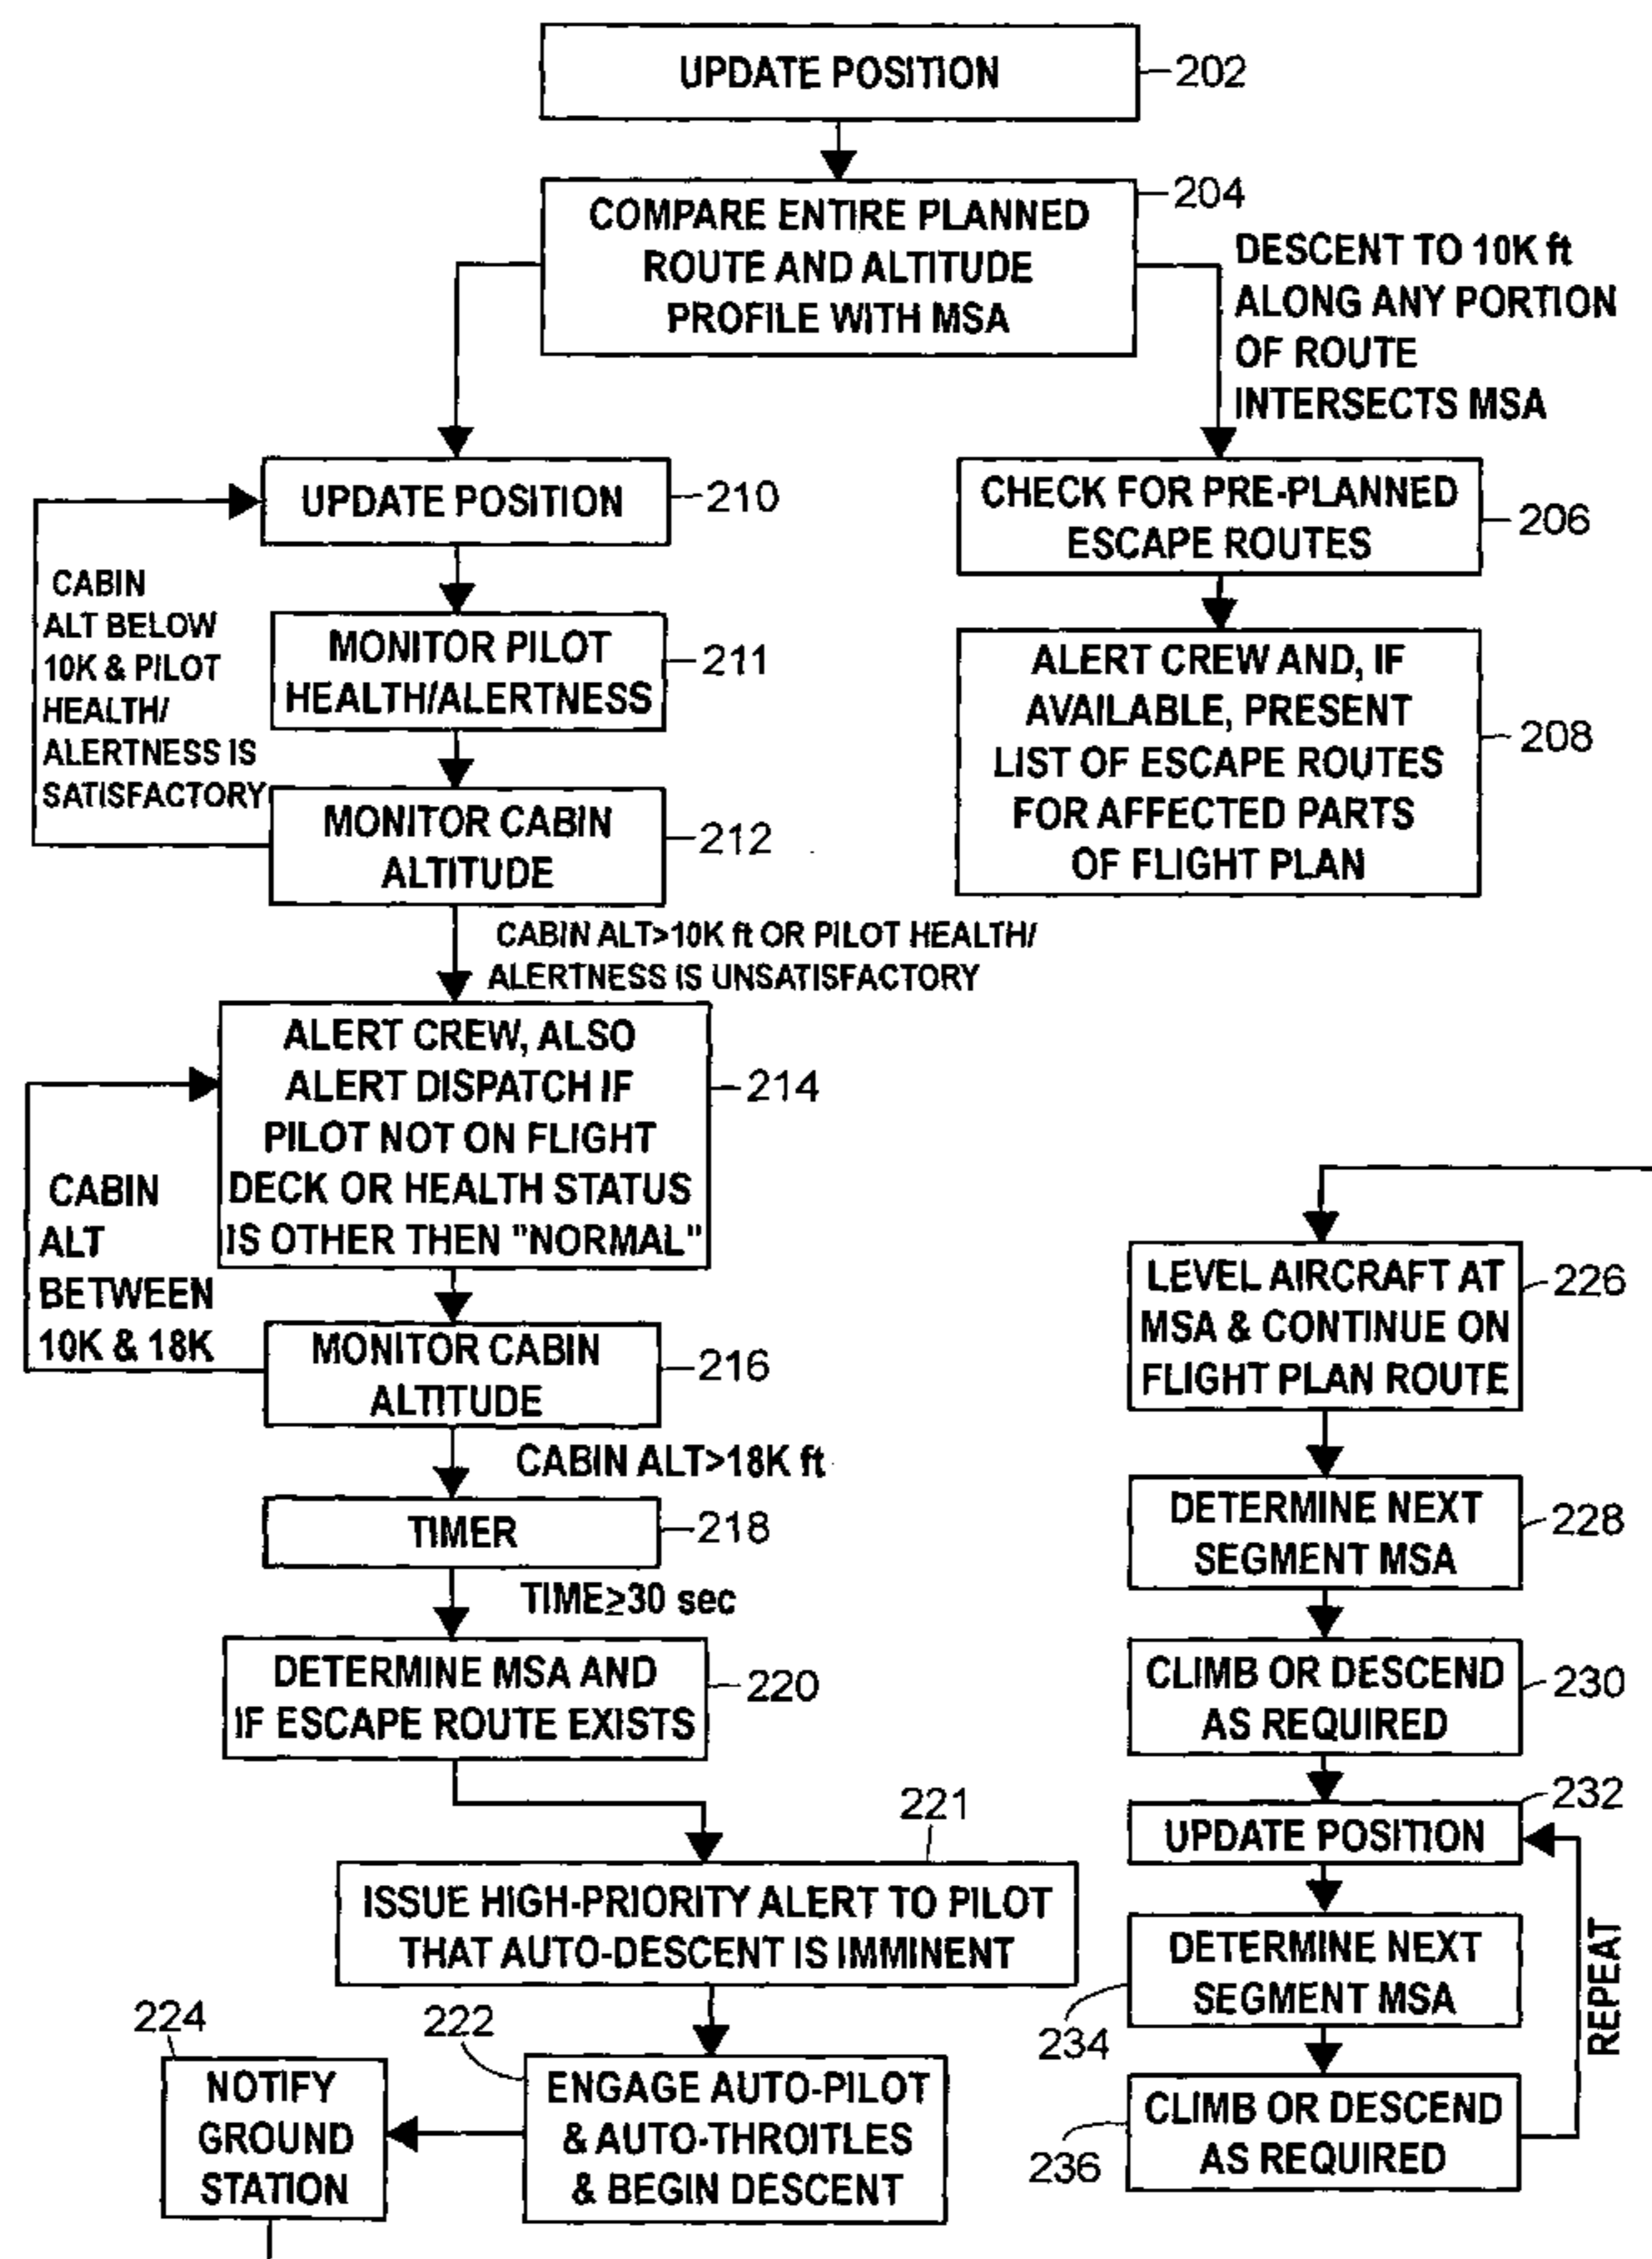 UPDATE POSITION
202
COMPARE ENTIRE PLANNED
ROUTE AND ALTITUDE
PROFILE WITH MSA
204
DESCENT TO 10K ft
ALONG ANY PORTION
OF ROUTE
INTERSECTS MSA
UPDATE POSITION
210
CHECK FOR PRE-PLANNED
ESCAPE ROUTES
206
CABIN
ALT BELOW
10K & PILOT
HEALTH/
ALERTNESS IS
SATISFACTORY
MONITOR PILOT
HEALTH/ALERTNESS
211
ALERT CREW AND, IF
AVAILABLE, PRESENT
LIST OF ESCAPE ROUTES
FOR AFFECTED PARTS
OF FLIGHT PLAN
208
MONITOR CABIN
ALTITUDE
212
CABIN ALT>10K ft OR PILOT HEALTH/
ALERTNESS IS UNSATISFACTORY
ALERT CREW, ALSO
ALERT DISPATCH IF
PILOT NOT ON FLIGHT
DECK OR HEALTH STATUS
IS OTHER THEN "NORMAL"
214
CABIN
ALT
BETWEEN
10K & 18K
MONITOR CABIN
ALTITUDE
216
CABIN ALT>18K ft
TIMER
218
TIME≥30 sec
DETERMINE MSA AND
IF ESCAPE ROUTE EXISTS
220
221
ISSUE HIGH-PRIORITY ALERT TO PILOT
THAT AUTO-DESCENT IS IMMINENT
222
ENGAGE AUTO-PILOT
& AUTO-THROITLES
& BEGIN DESCENT
224
NOTIFY
GROUND
STATION
LEVEL AIRCRAFT AT
MSA & CONTINUE ON
FLIGHT PLAN ROUTE
226
DETERMINE NEXT
SEGMENT MSA
228
CLIMB OR DESCEND
AS REQUIRED
230
232
UPDATE POSITION
DETERMINE NEXT
SEGMENT MSA
234
REPEAT
CLIMB OR DESCEND
AS REQUIRED
236